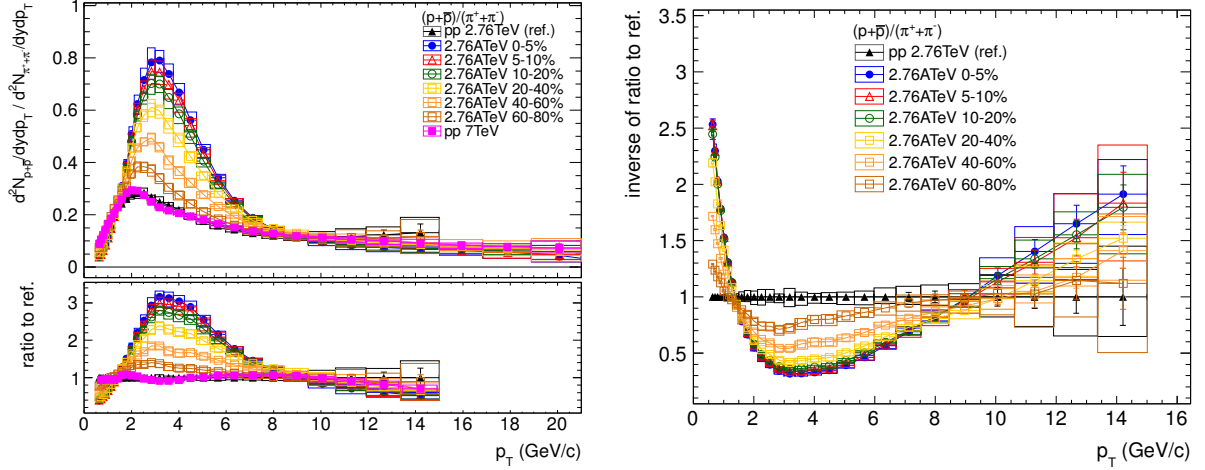 d²N_{p+p̅}/dydp_T / d²N_{π⁺+π⁻}/dydp_T
0.8
0.6
0.4
0.2
0
(p+p̅)/(π⁺+π⁻)
pp 2.76TeV (ref.)
2.76ATeV 0-5%
2.76ATeV 5-10%
2.76ATeV 10-20%
2.76ATeV 20-40%
2.76ATeV 40-60%
2.76ATeV 60-80%
pp 7TeV
ratio to ref.
3
2
1
0 2 4 6 8 10 12 14 16 18 20
p_T (GeV/c)
inverse of ratio to ref.
3.5
3
2.5
2
1.5
1
0.5
(p+p̅)/(π⁺+π⁻)
pp 2.76TeV (ref.)
2.76ATeV 0-5%
2.76ATeV 5-10%
2.76ATeV 10-20%
2.76ATeV 20-40%
2.76ATeV 40-60%
2.76ATeV 60-80%
0 2 4 6 8 10 12 14 16
p_T (GeV/c)